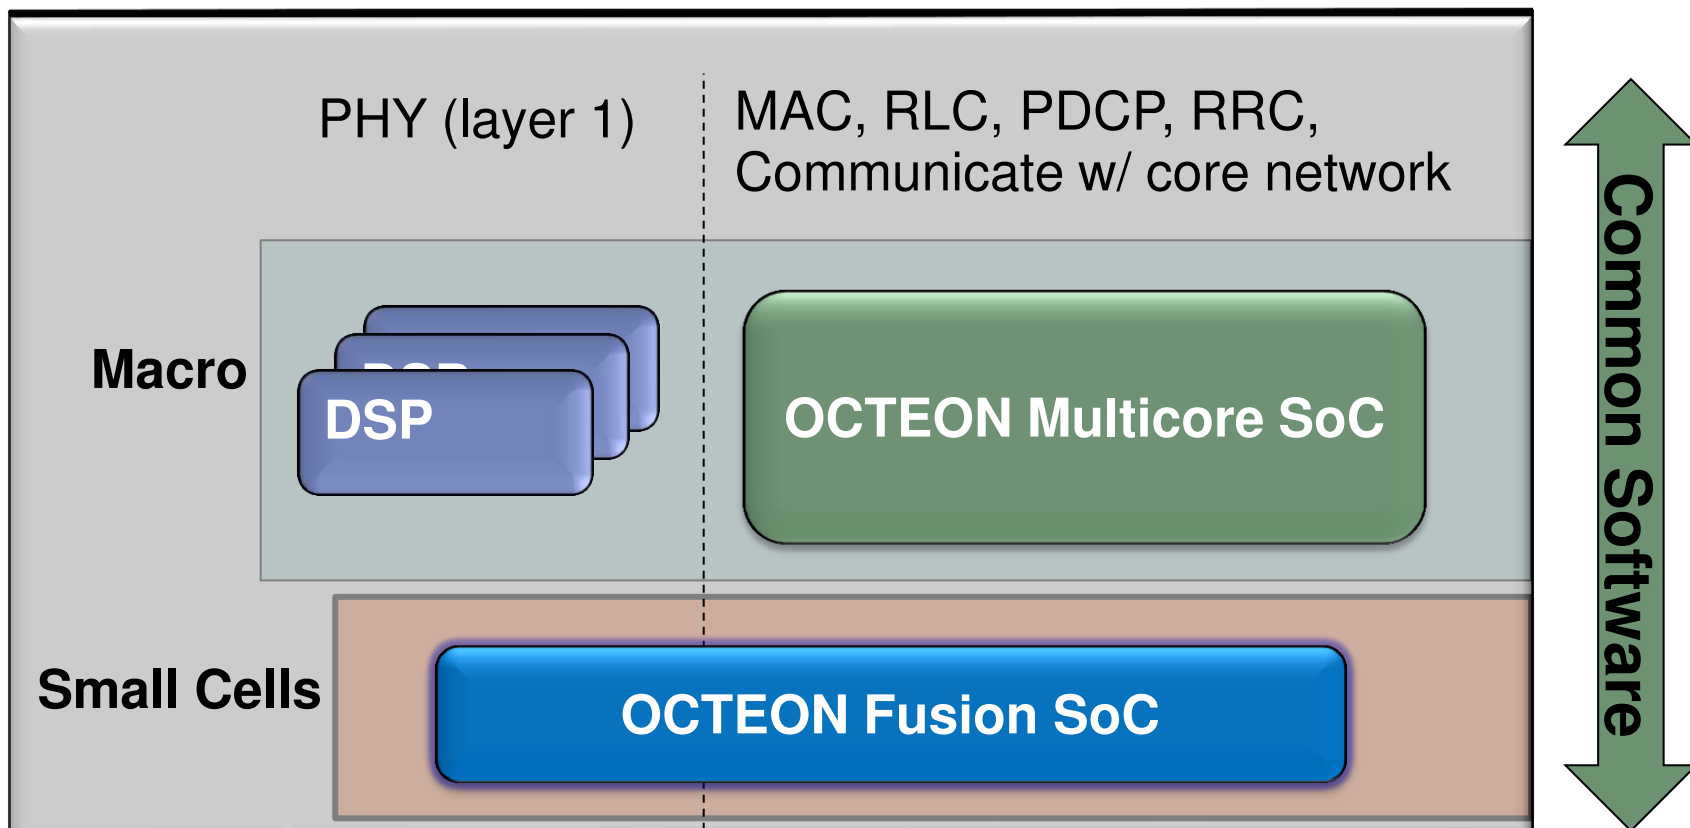 PHY (layer 1)
MAC, RLC, PDCP, RRC,
Communicate w/ core network
Macro
DSP
OCTEON Multicore SoC
Small Cells
OCTEON Fusion SoC
Common Software